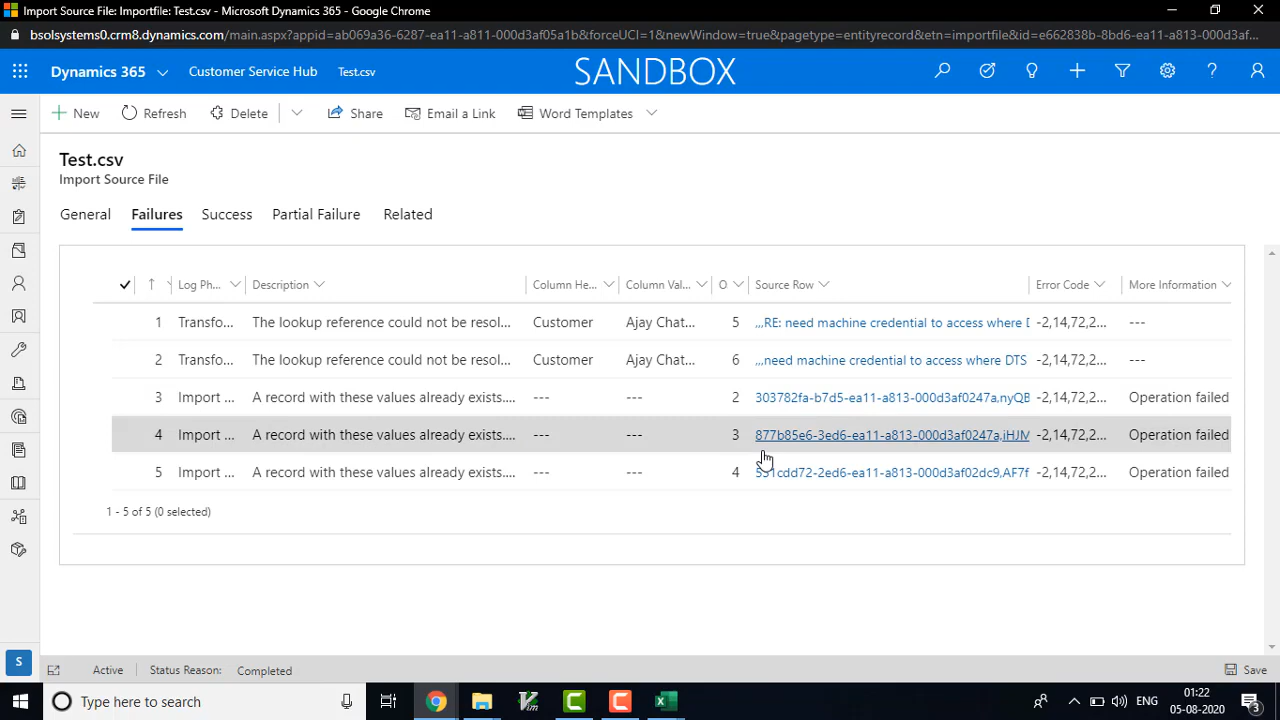 Import Source File: Importfile: Test.csv - Microsoft Dynamics 365 - Google Chrome
bsolsystems0.crm8.dynamics.com/main.aspx?appid=ab069a36-6287-ea11-a811-000d3af05a1b&forceUCI=1&newWindow=true&pagetype=entityrecord&etn=importfile&id=e662838b-8bd6-ea11-a813-000d3af...
Dynamics 365 Customer Service Hub Test.csv SANDBOX
New Refresh Delete Share Email a Link Word Templates
Test.csv
Import Source File
General Failures Success Partial Failure Related
Log Ph... Description Column He... Column Val... O Source Row Error Code More Information
1 Transfo... The lookup reference could not be resol... Customer Ajay Chat... 5 ,,,RE: need machine credential to access where D -2,14,72,2... ---
2 Transfo... The lookup reference could not be resol... Customer Ajay Chat... 6 ,,,need machine credential to access where DTS -2,14,72,2... ---
3 Import ... A record with these values already exists.... --- --- 2 303782fa-b7d5-ea11-a813-000d3af0247a,nyQB -2,14,72,2... Operation failed
4 Import ... A record with these values already exists.... --- --- 3 877b85e6-3ed6-ea11-a813-000d3af0247a,jHJM -2,14,72,2... Operation failed
5 Import ... A record with these values already exists.... --- --- 4 531cdd72-2ed6-ea11-a813-000d3af02dc9,AF7f -2,14,72,2... Operation failed
1 - 5 of 5 (0 selected)
S Active Status Reason: Completed Save
Type here to search ENG 01:22
05-08-2020 3